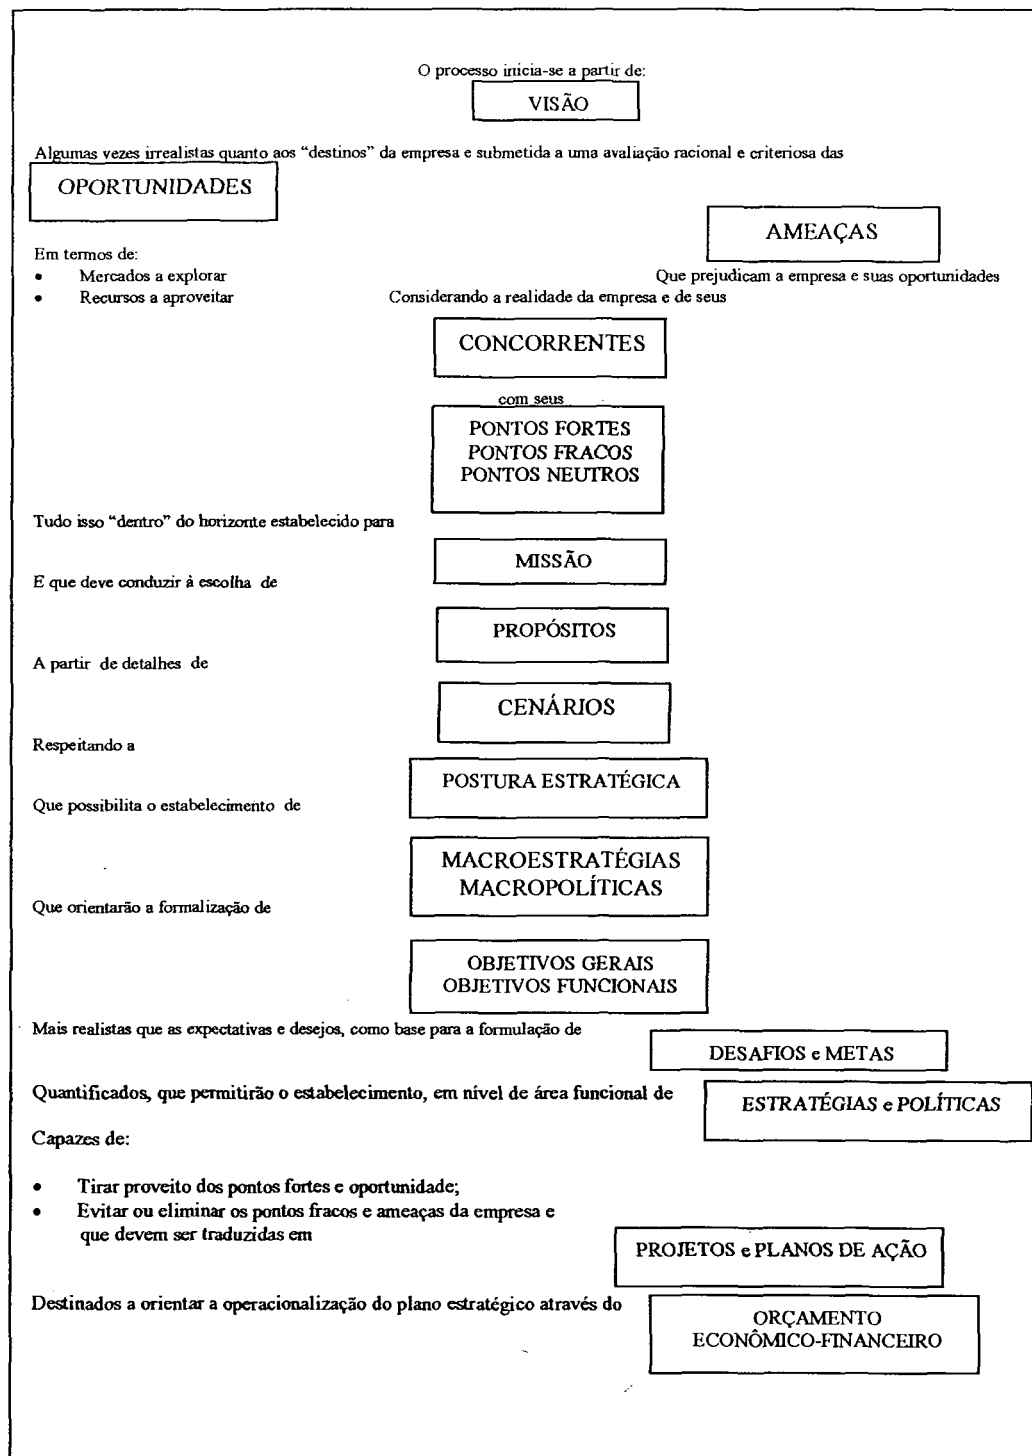 O processo inicia-se a partir de:
VISÃO
Algumas vezes irrealistas quanto aos “destinos” da empresa e submetida a uma avaliação racional e criteriosa das
OPORTUNIDADES
AMEAÇAS
Em termos de:
Que prejudicam a empresa e suas oportunidades
• Mercados a explorar
• Recursos a aproveitar
Considerando a realidade da empresa e de seus
CONCORRENTES
com seus
PONTOS FORTES
PONTOS FRACOS
PONTOS NEUTROS
Tudo isso “dentro” do horizonte estabelecido para
MISSÃO
E que deve conduzir à escolha de
PROPÓSITOS
A partir de detalhes de
CENÁRIOS
Respeitando a
POSTURA ESTRATÉGICA
Que possibilita o estabelecimento de
MACROESTRATÉGIAS
MACROPOLÍTICAS
Que orientarão a formalização de
OBJETIVOS GERAIS
OBJETIVOS FUNCIONAIS
Mais realistas que as expectativas e desejos, como base para a formulação de
DESAFIOS e METAS
Quantificados, que permitirão o estabelecimento, em nível de área funcional de
ESTRATÉGIAS e POLÍTICAS
Capazes de:
• Tirar proveito dos pontos fortes e oportunidade;
• Evitar ou eliminar os pontos fracos e ameaças da empresa e
que devem ser traduzidas em
PROJETOS e PLANOS DE AÇÃO
Destinados a orientar a operacionalização do plano estratégico através do
ORÇAMENTO
ECONÔMICO-FINANCEIRO